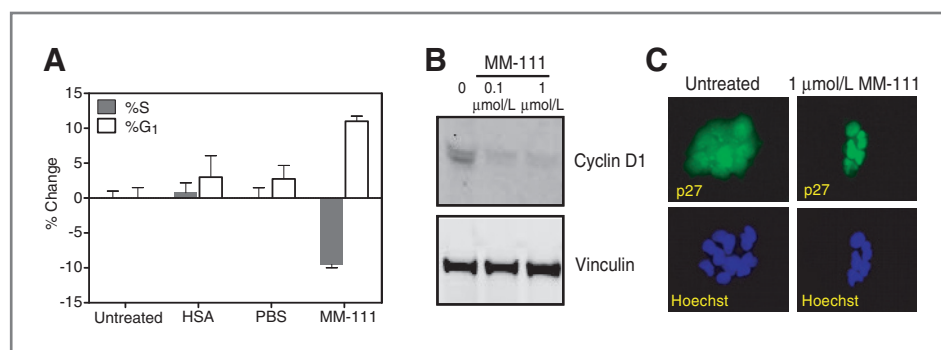 A
15
10
5
0
-5
-10
-15
% Change
%S
%G1
Untreated
HSA
PBS
MM-111
B
MM-111
0
0.1
μmol/L
1
μmol/L
Cyclin D1
Vinculin
C
Untreated
1 μmol/L MM-111
p27
p27
Hoechst
Hoechst